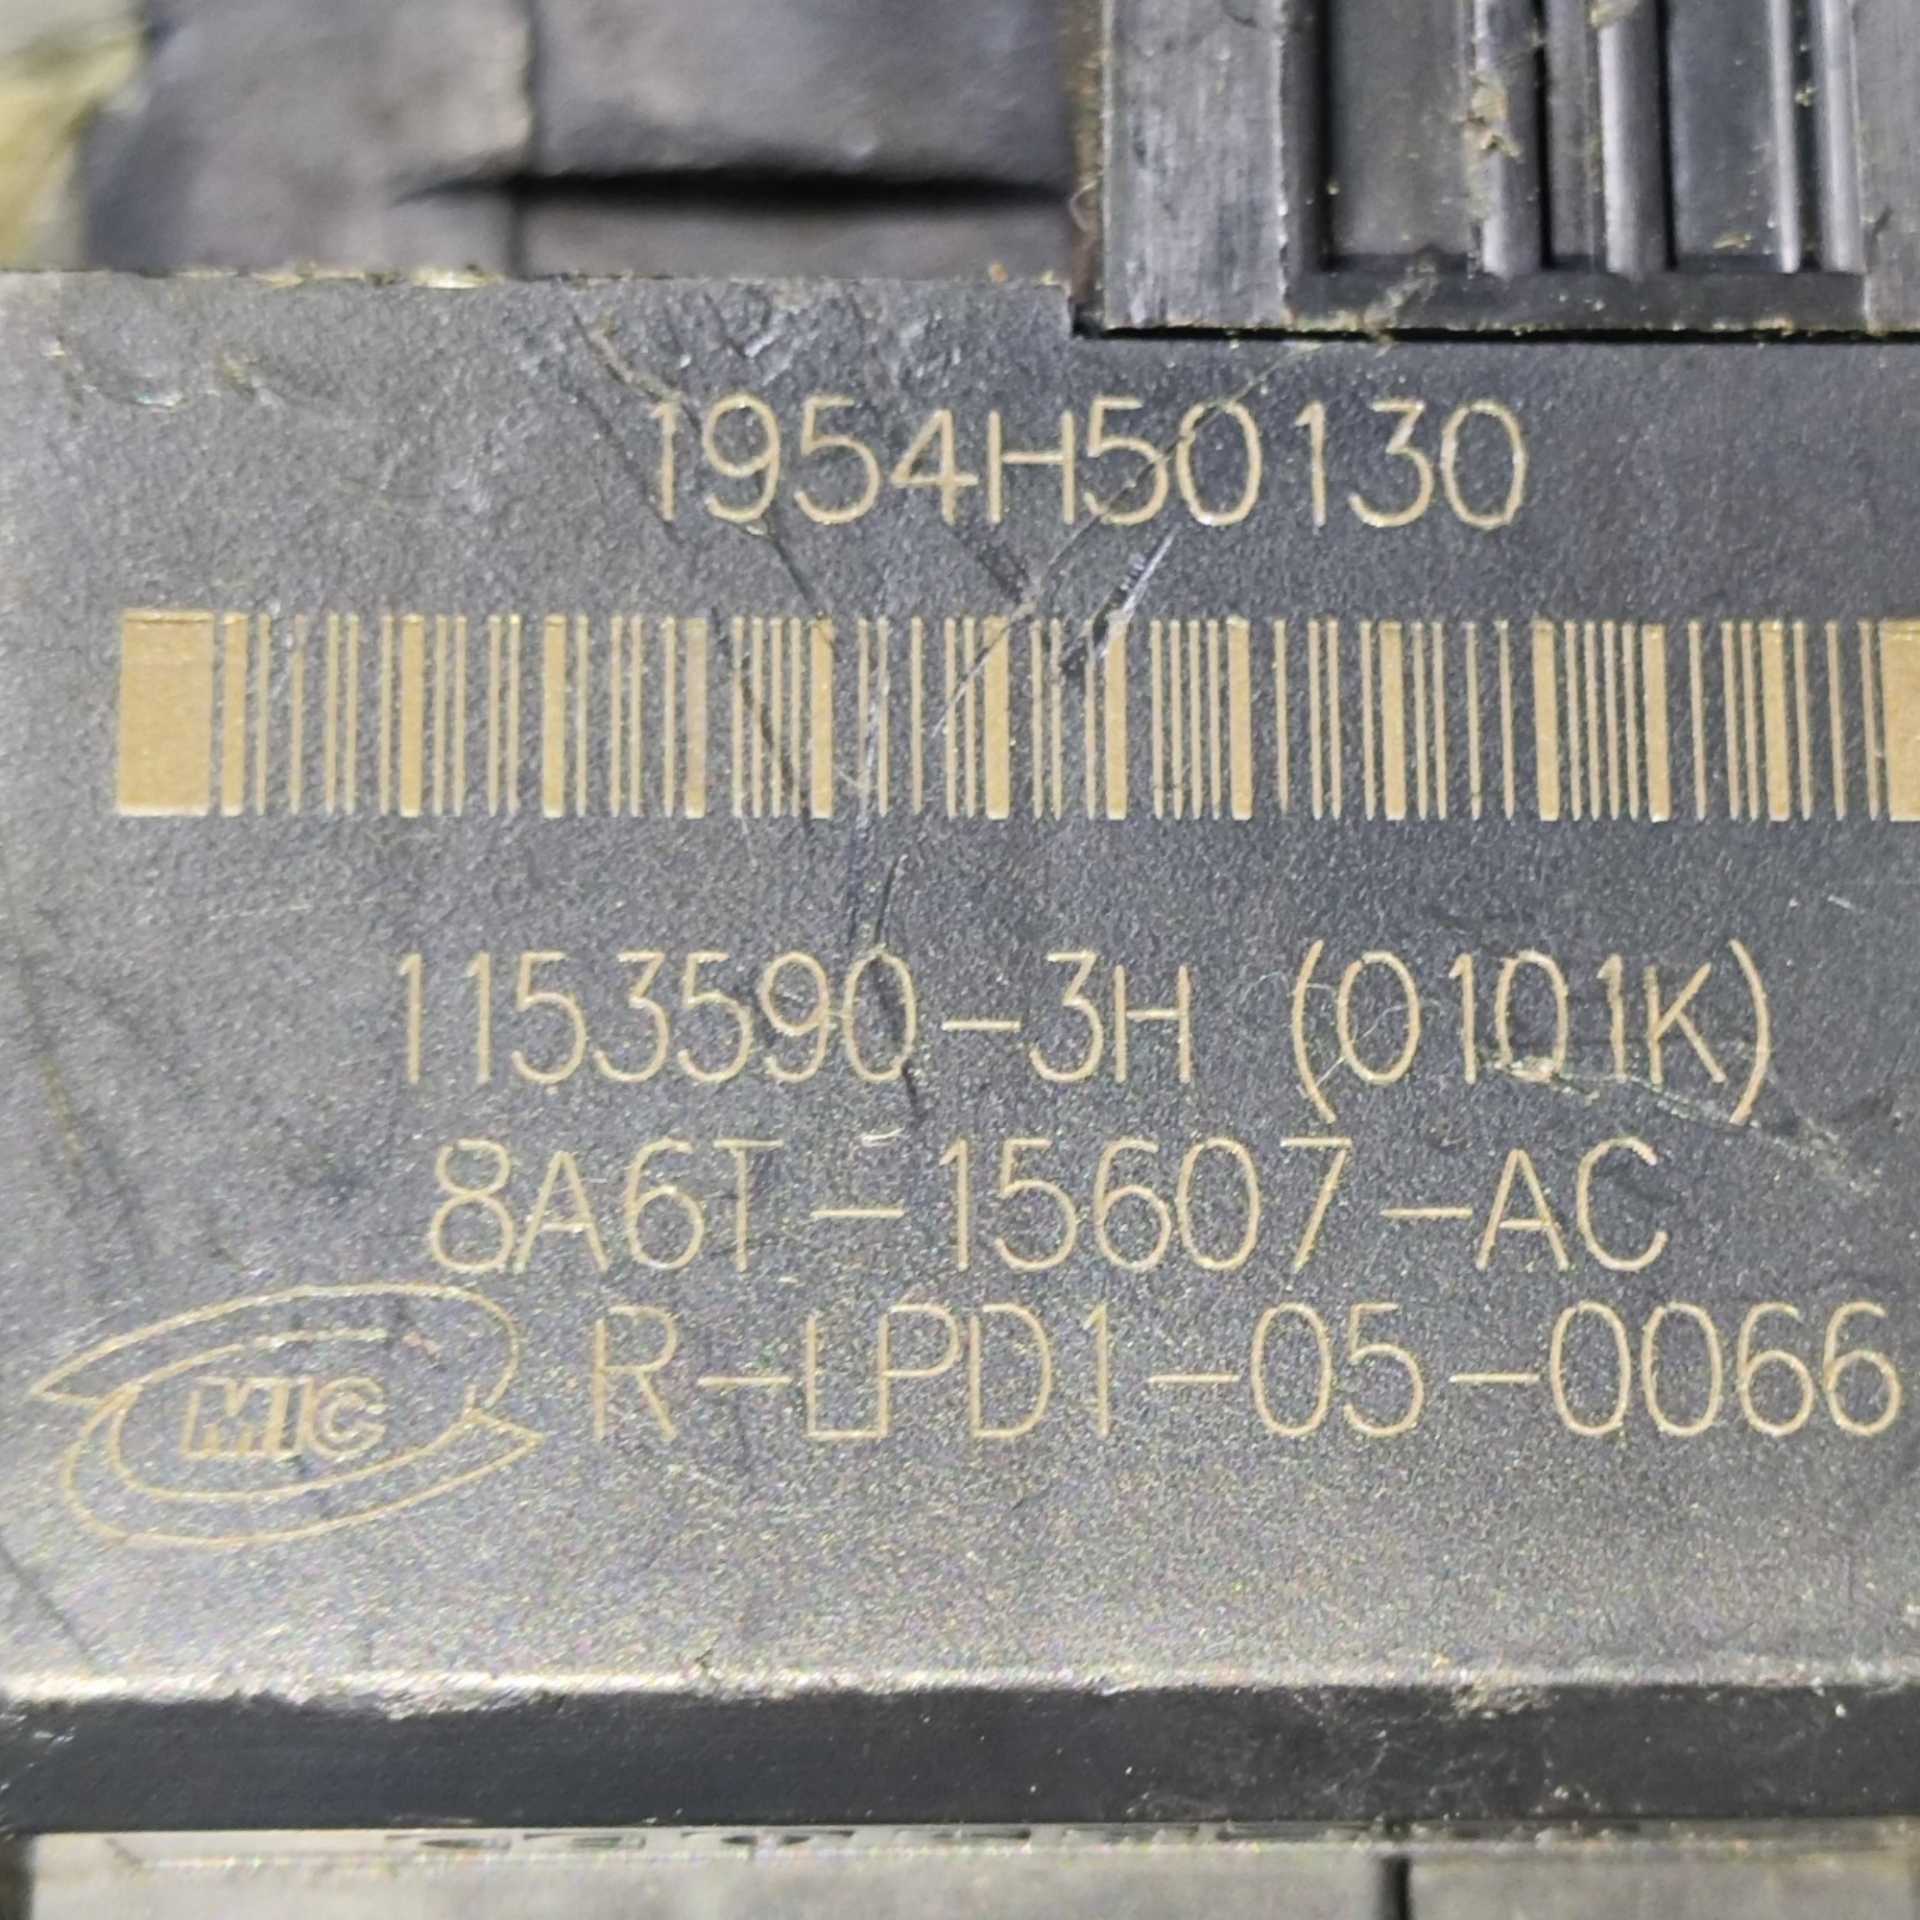 1954H50130
1153590-3H (0101K)
8A6T-15607-AC
MIC R-LPD1-05-0066